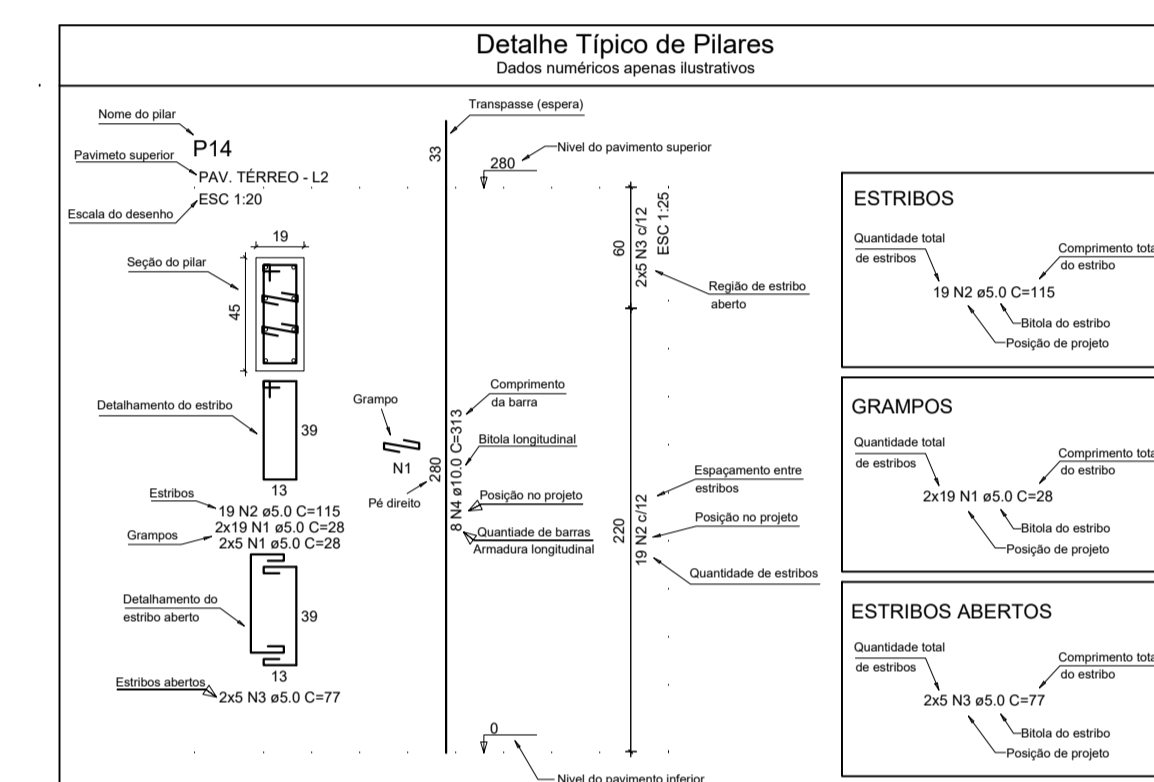 Detalhe Típico de Pilares
Dados numéricos apenas ilustrativos
Nome do pilar
P14
Pavimeto superior
PAV. TÉRREO - L2
Escala do desenho
ESC 1:20
Seção do pilar
19
45
Detalhamento do estribo
39
13
Estribos
19 N2 ø5.0 C=115
2x19 N1 ø5.0 C=28
Grampos
2x5 N1 ø5.0 C=28
Detalhamento do
estribo aberto
39
13
Estribos abertos
2x5 N3 ø5.0 C=77
Transpasse (espera)
33
280
Nivel do pavimento superior
60
2x5 N3 c/12
ESC 1:25
Região de estribo
aberto
Grampo
N1
Pé direito
280
8 N4 ø10.0 C=313
Comprimento
da barra
Bitola longitudinal
Posição no projeto
Quantiade de barras
Armadura longitudinal
220
19 N2 c/12
Espaçamento entre
estribos
Posição no projeto
Quantidade de estribos
0
Nivel do pavimento inferior
ESTRIBOS
Quantidade total
de estribos
Comprimento tota
do estribo
19 N2 ø5.0 C=115
Bitola do estribo
Posição de projeto
GRAMPOS
Quantidade total
de estribos
Comprimento tota
do estribo
2x19 N1 ø5.0 C=28
Bitola do estribo
Posição de projeto
ESTRIBOS ABERTOS
Quantidade total
de estribos
Comprimento tota
do estribo
2x5 N3 ø5.0 C=77
Bitola do estribo
Posição de projeto